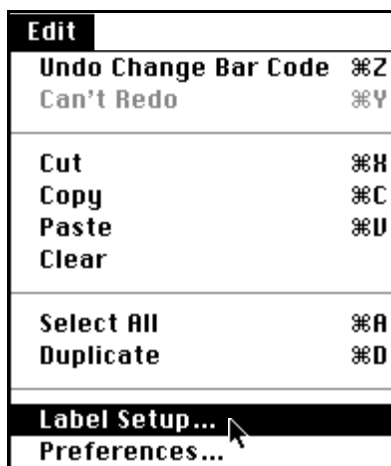 Edit
Undo Change Bar Code ⌘Z
Can't Redo ⌘Y
Cut ⌘X
Copy ⌘C
Paste ⌘V
Clear
Select All ⌘A
Duplicate ⌘D
Label Setup...
Preferences...